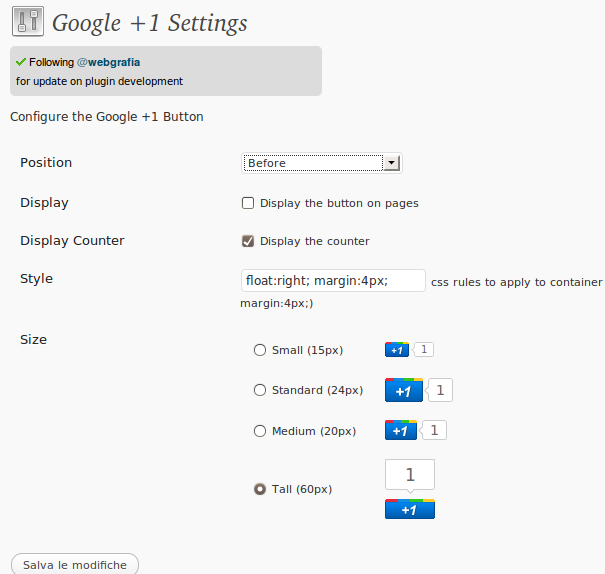 Google +1 Settings
Following @webgrafia
for update on plugin development
Configure the Google +1 Button
Position Before
Display Display the button on pages
Display Counter Display the counter
Style float:right; margin:4px; css rules to apply to container
margin:4px;)
Size
Small (15px) +1 1
Standard (24px) +1 1
Medium (20px) +1 1
1
Tall (60px)
+1
Salva le modifiche